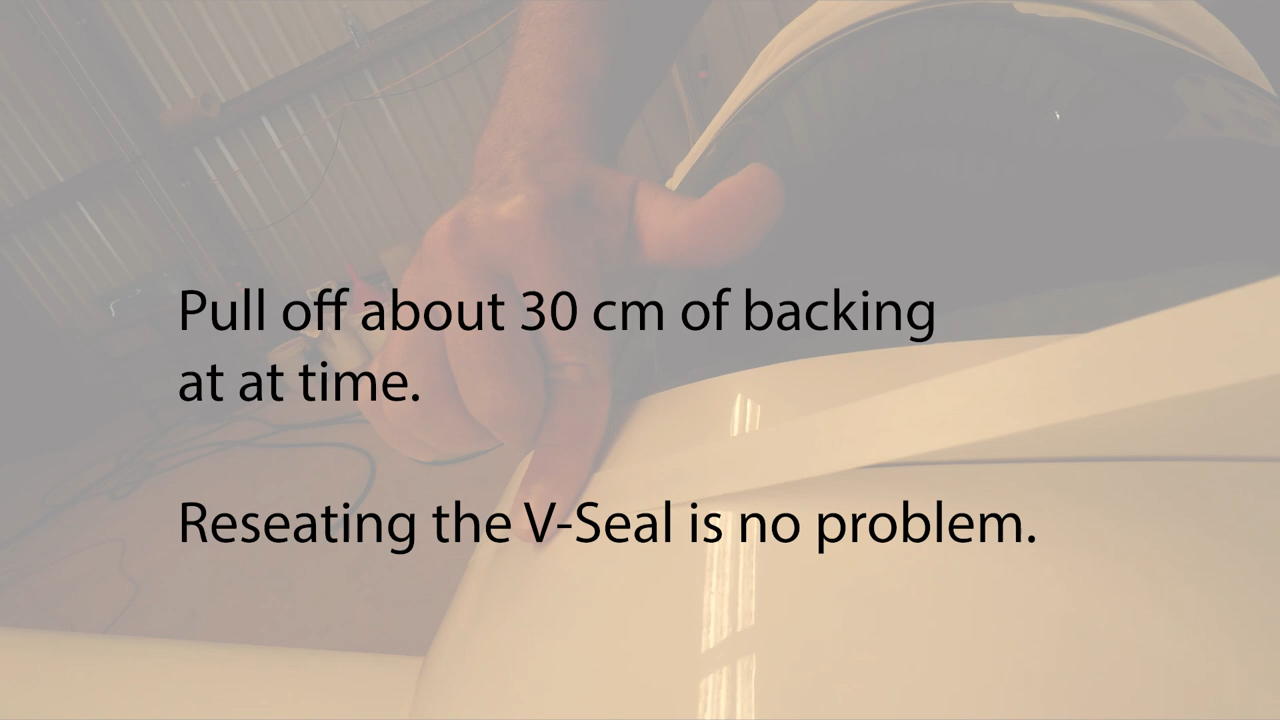 Pull off about 30 cm of backing
at at time.
Reseating the V-Seal is no problem.